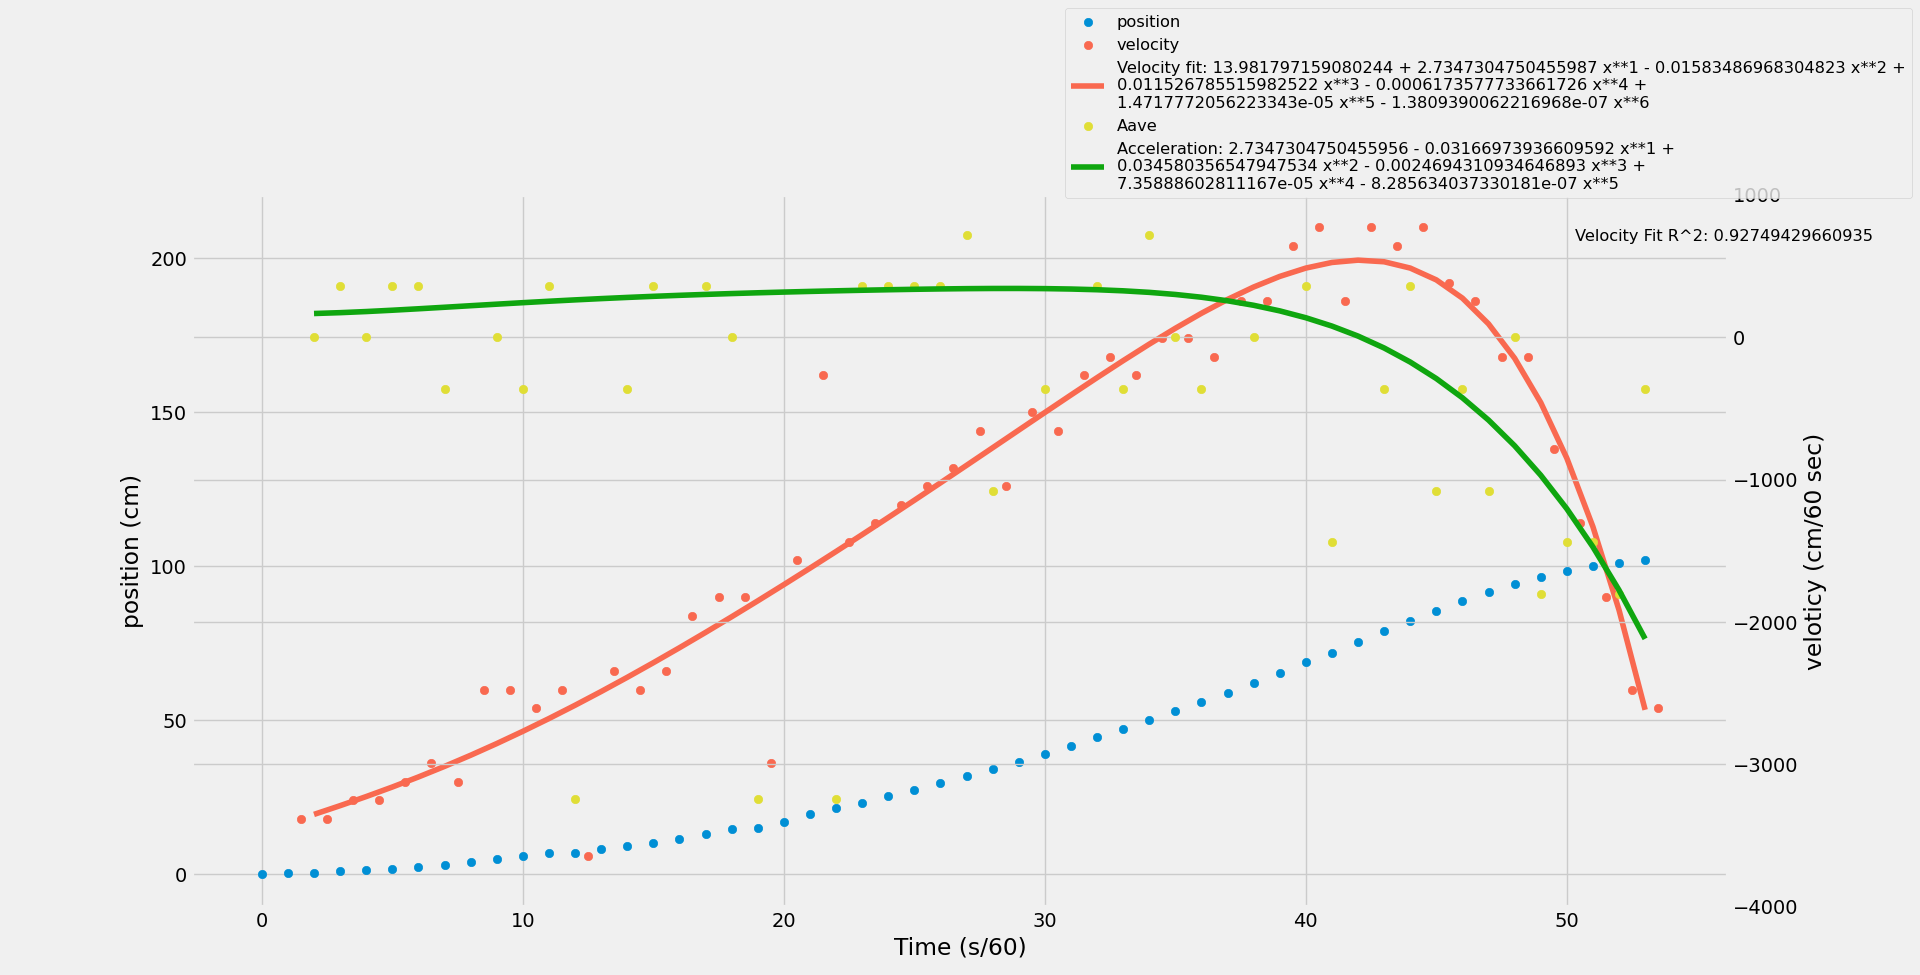 position
velocity
Velocity fit: 13.981797159080244 + 2.7347304750455987 x**1 - 0.01583486968304823 x**2 +
0.011526785515982522 x**3 - 0.0006173577733661726 x**4 +
1.4717772056223343e-05 x**5 - 1.3809390062216968e-07 x**6
Aave
Acceleration: 2.7347304750455956 - 0.03166973936609592 x**1 +
0.034580356547947534 x**2 - 0.0024694310934646893 x**3 +
7.35888602811167e-05 x**4 - 8.285634037330181e-07 x**5
Velocity Fit R^2: 0.92749429660935
position (cm)
200
150
100
50
0
0
10
20
30
40
50
Time (s/60)
1000
0
−1000
−2000
−3000
−4000
veloticy (cm/60 sec)